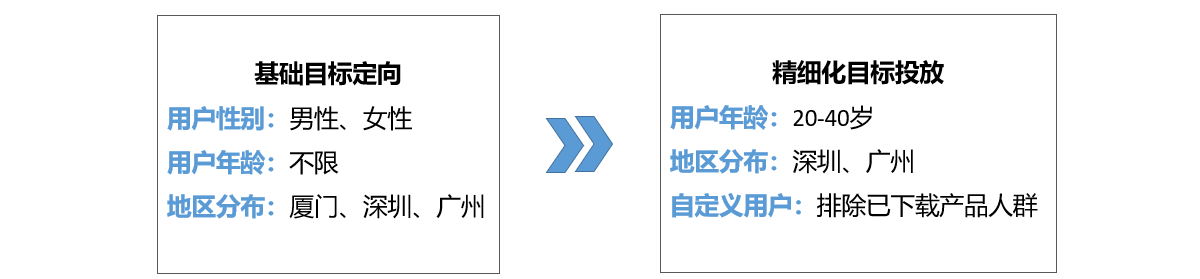 基础目标定向
用户性别：男性、女性
用户年龄：不限
地区分布：厦门、深圳、广州
精细化目标投放
用户年龄：20-40岁
地区分布：深圳、广州
自定义用户：排除已下载产品人群